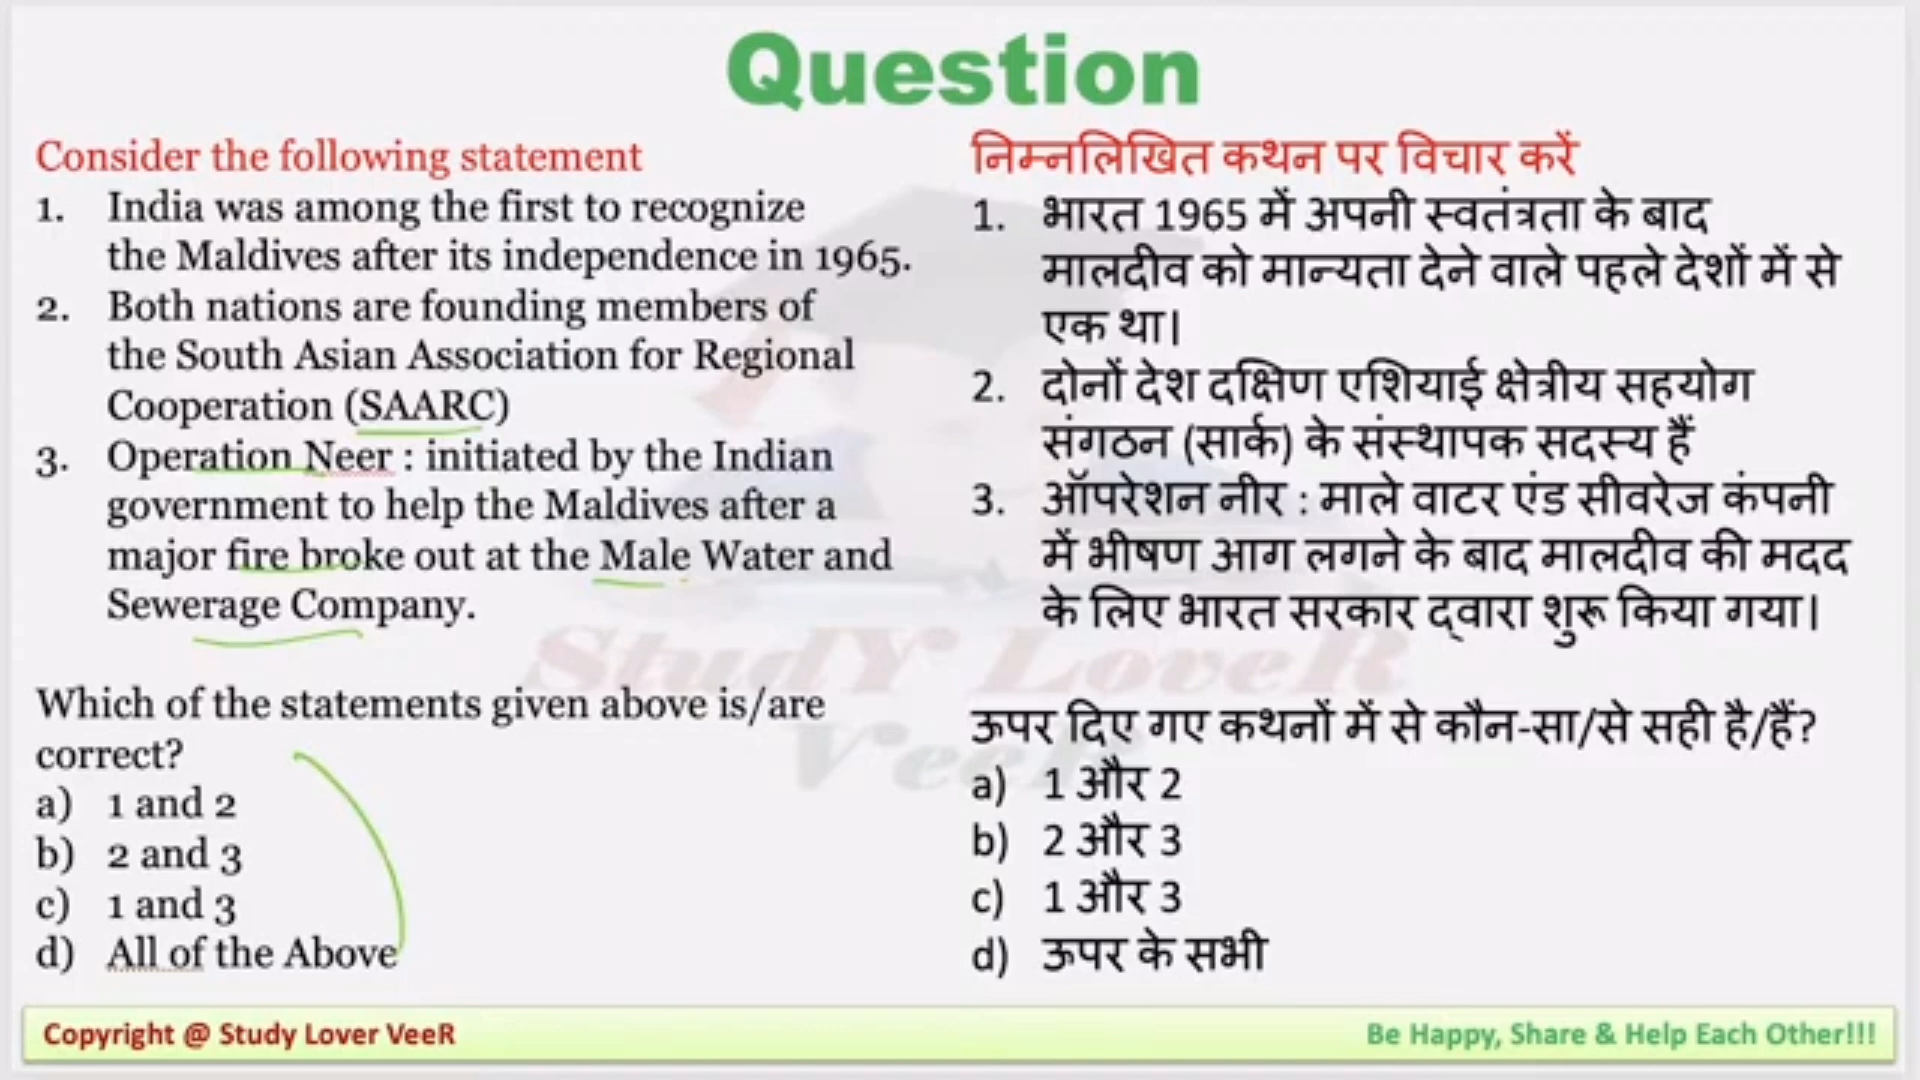 Question
Consider the following statement
1. India was among the first to recognize
the Maldives after its independence in 1965.
2. Both nations are founding members of
the South Asian Association for Regional
Cooperation (SAARC)
3. Operation Neer : initiated by the Indian
government to help the Maldives after a
major fire broke out at the Male Water and
Sewerage Company.
Which of the statements given above is/are
correct?
a) 1 and 2
b) 2 and 3
c) 1 and 3
d) All of the Above
निम्नलिखित कथन पर विचार करें
1. भारत 1965 में अपनी स्वतंत्रता के बाद
मालदीव को मान्यता देने वाले पहले देशों में से
एक था।
2. दोनों देश दक्षिण एशियाई क्षेत्रीय सहयोग
संगठन (सार्क) के संस्थापक सदस्य हैं
3. ऑपरेशन नीर : माले वाटर एंड सीवरेज कंपनी
में भीषण आग लगने के बाद मालदीव की मदद
के लिए भारत सरकार द्वारा शुरू किया गया।
ऊपर दिए गए कथनों में से कौन-सा/से सही है/हैं?
a) 1 और 2
b) 2 और 3
c) 1 और 3
d) ऊपर के सभी
StudY LoveR
VeeR
Copyright @ Study Lover VeeR
Be Happy, Share & Help Each Other!!!